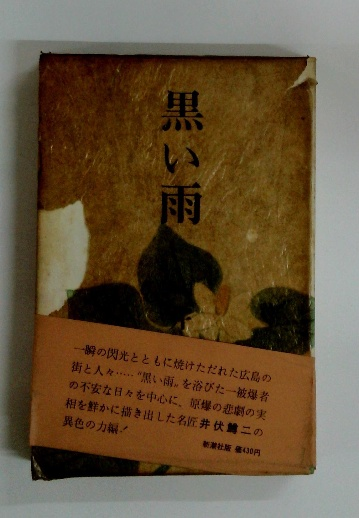 黒い雨
一瞬の閃光とともに焼けただれた広島の
街と人々……〝黒い雨〟を浴びた一被爆者
の不安な日々を中心に、原爆の悲劇の実
相を鮮かに描き出した名匠井伏鱒二の
異色の力編！
新潮社版 価430円